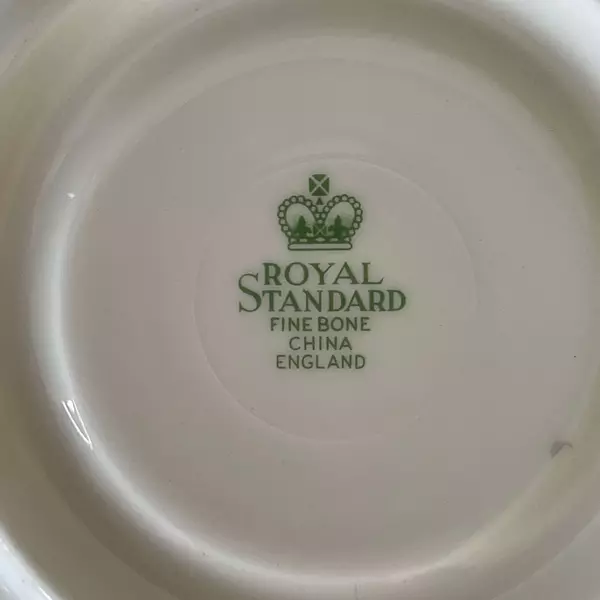 ROYAL
STANDARD
FINE BONE
CHINA
ENGLAND